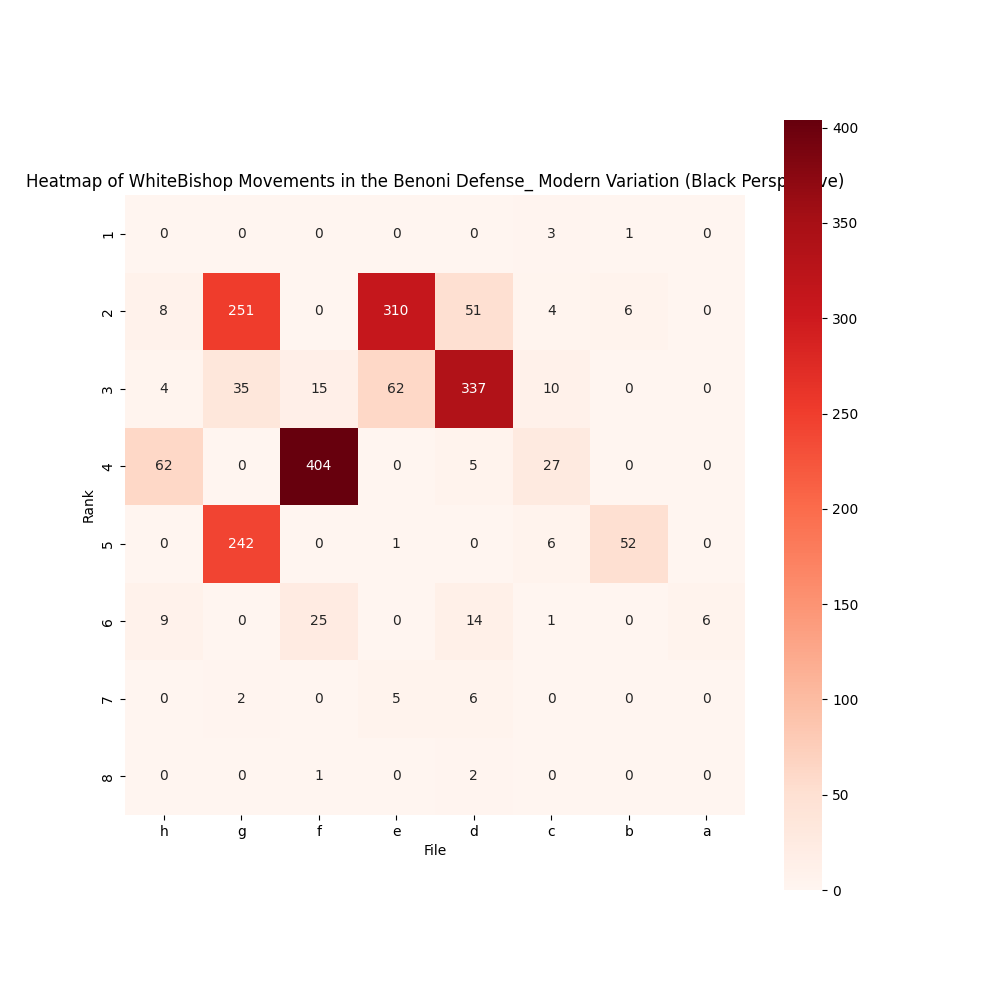 Heatmap of WhiteBishop Movements in the Benoni Defense_ Modern Variation (Black Perspective)
400
350
300
250
200
150
100
50
0
Rank
1 0 0 0 0 0 3 1 0
2 8 251 0 310 51 4 6 0
3 4 35 15 62 337 10 0 0
4 62 0 404 0 5 27 0 0
5 0 242 0 1 0 6 52 0
6 9 0 25 0 14 1 0 6
7 0 2 0 5 6 0 0 0
8 0 0 1 0 2 0 0 0
h g f e d c b a
File